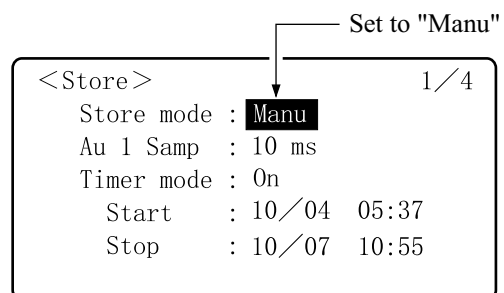 Set to "Manu"
＜Store＞ 1／4
Store mode : Manu
Au 1 Samp : 10 ms
Timer mode : On
Start : 10／04 05:37
Stop : 10／07 10:55